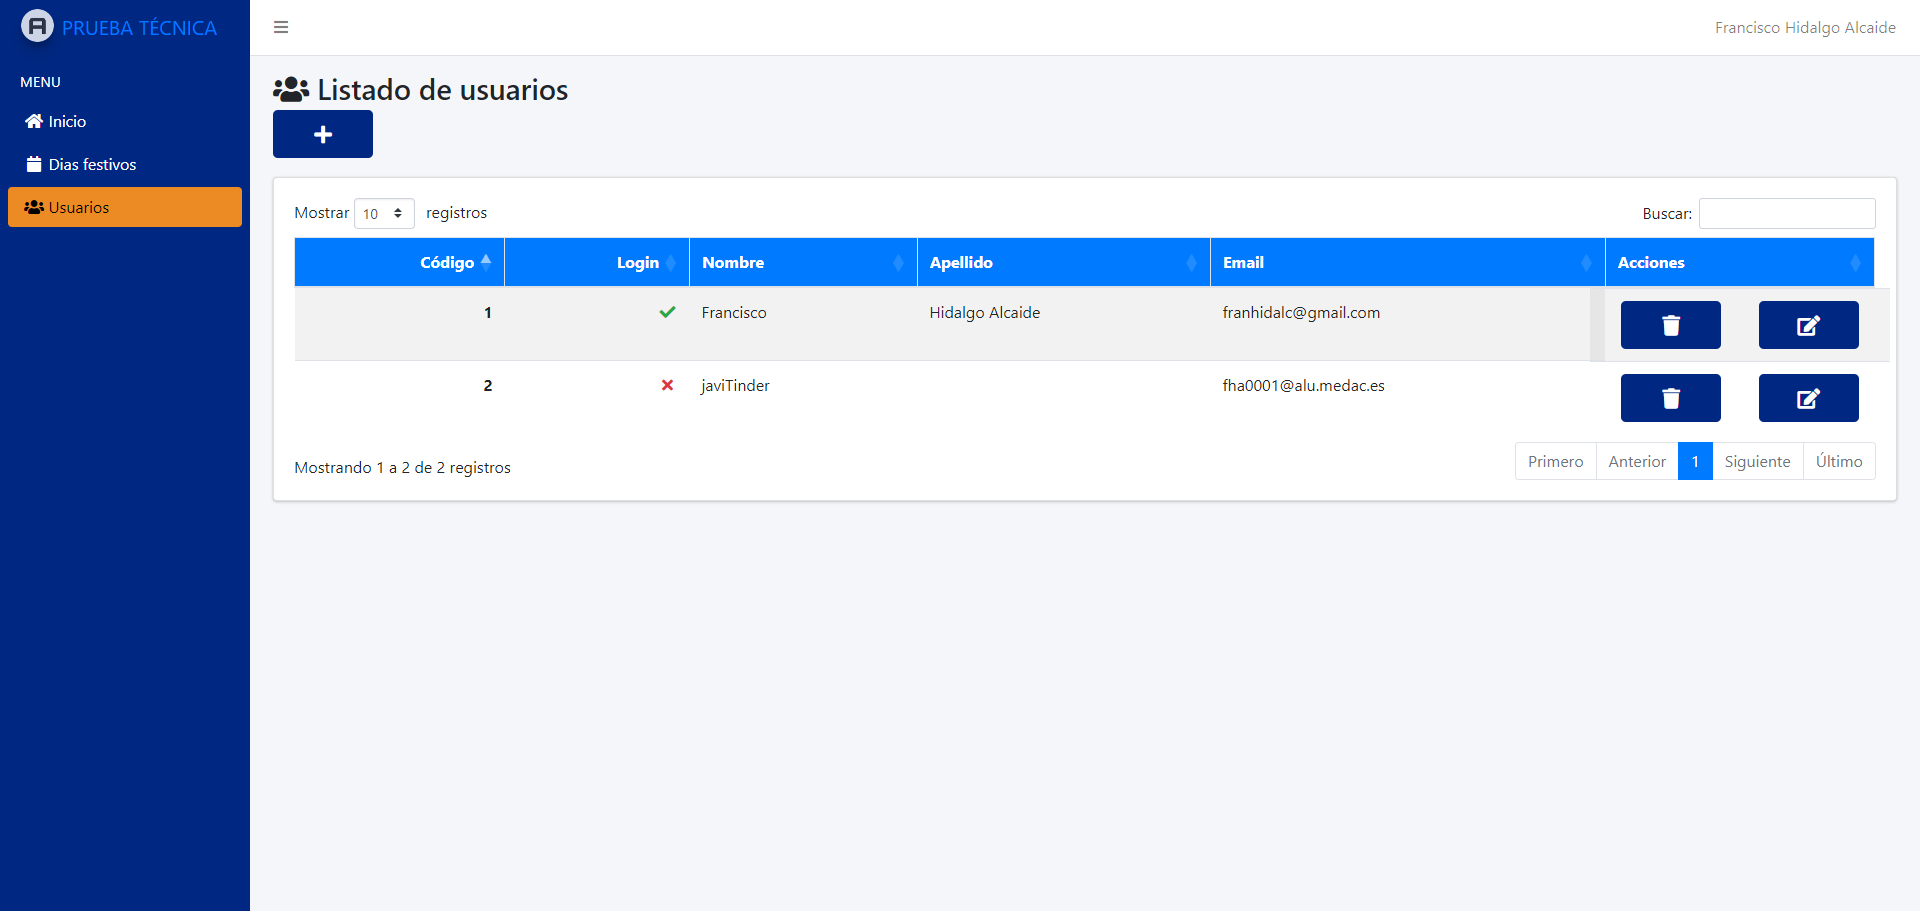 PRUEBA TÉCNICA
Francisco Hidalgo Alcaide
MENU
Inicio
Dias festivos
Usuarios
Listado de usuarios
Mostrar 10 registros
Buscar:
Código Login Nombre Apellido Email Acciones
1 Francisco Hidalgo Alcaide franhidalc@gmail.com
2 javiTinder fha0001@alu.medac.es
Mostrando 1 a 2 de 2 registros
Primero Anterior 1 Siguiente Último